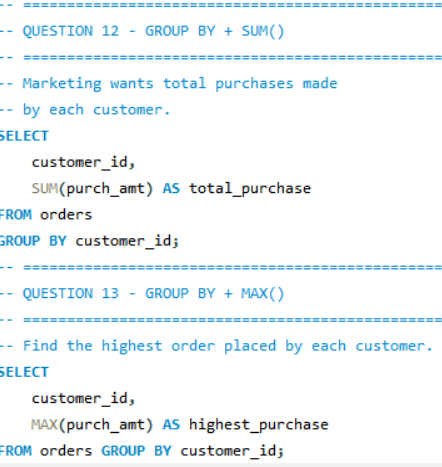 -- ================================================
-- QUESTION 12 - GROUP BY + SUM()
-- ================================================
-- Marketing wants total purchases made
-- by each customer.
SELECT
    customer_id,
    SUM(purch_amt) AS total_purchase
FROM orders
GROUP BY customer_id;
-- ================================================
-- QUESTION 13 - GROUP BY + MAX()
-- ================================================
-- Find the highest order placed by each customer.
SELECT
    customer_id,
    MAX(purch_amt) AS highest_purchase
FROM orders GROUP BY customer_id;